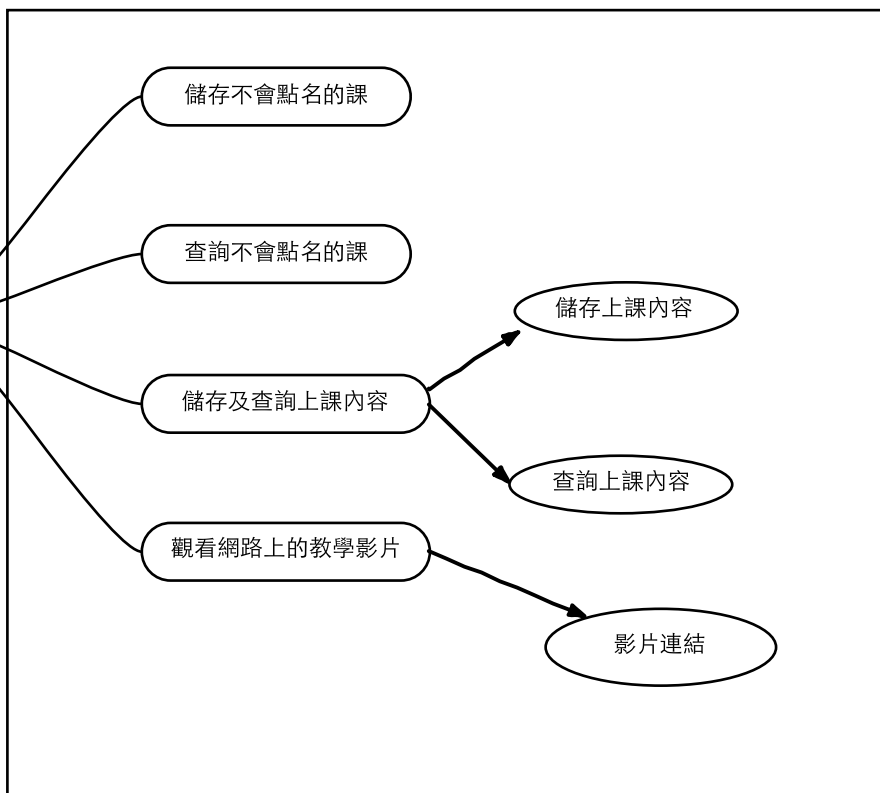 儲存不會點名的課
查詢不會點名的課
儲存上課內容
儲存及查詢上課內容
查詢上課內容
觀看網路上的教學影片
影片連結